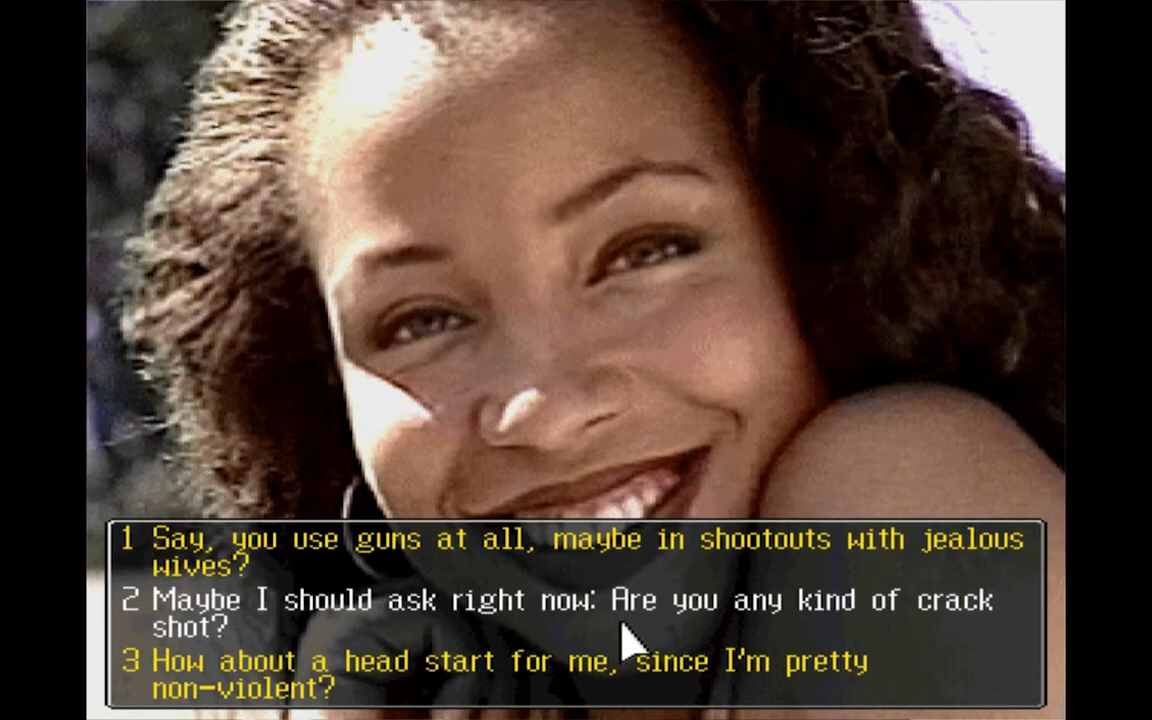 1 Say, you use guns at all, maybe in shootouts with jealous
wives?
2 Maybe I should ask right now: Are you any kind of crack
shot?
3 How about a head start for me, since I'm pretty
non-violent?